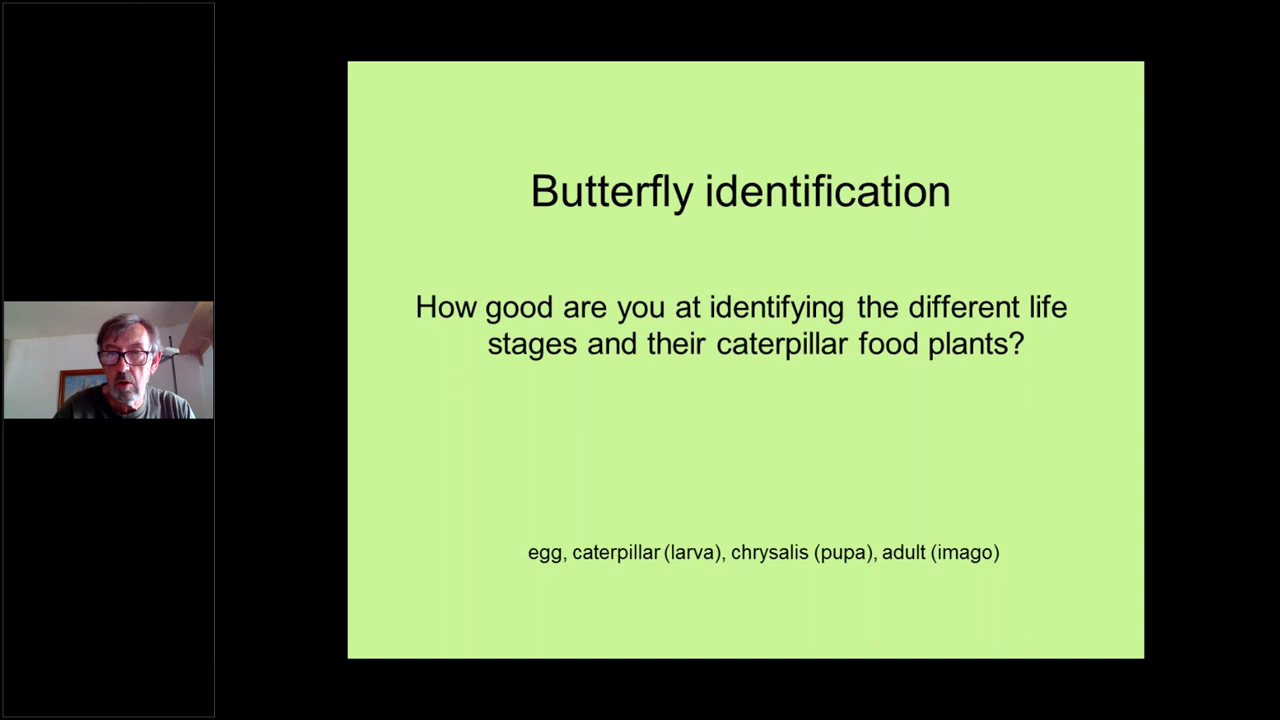 Butterfly identification
How good are you at identifying the different life
stages and their caterpillar food plants?
egg, caterpillar (larva), chrysalis (pupa), adult (imago)